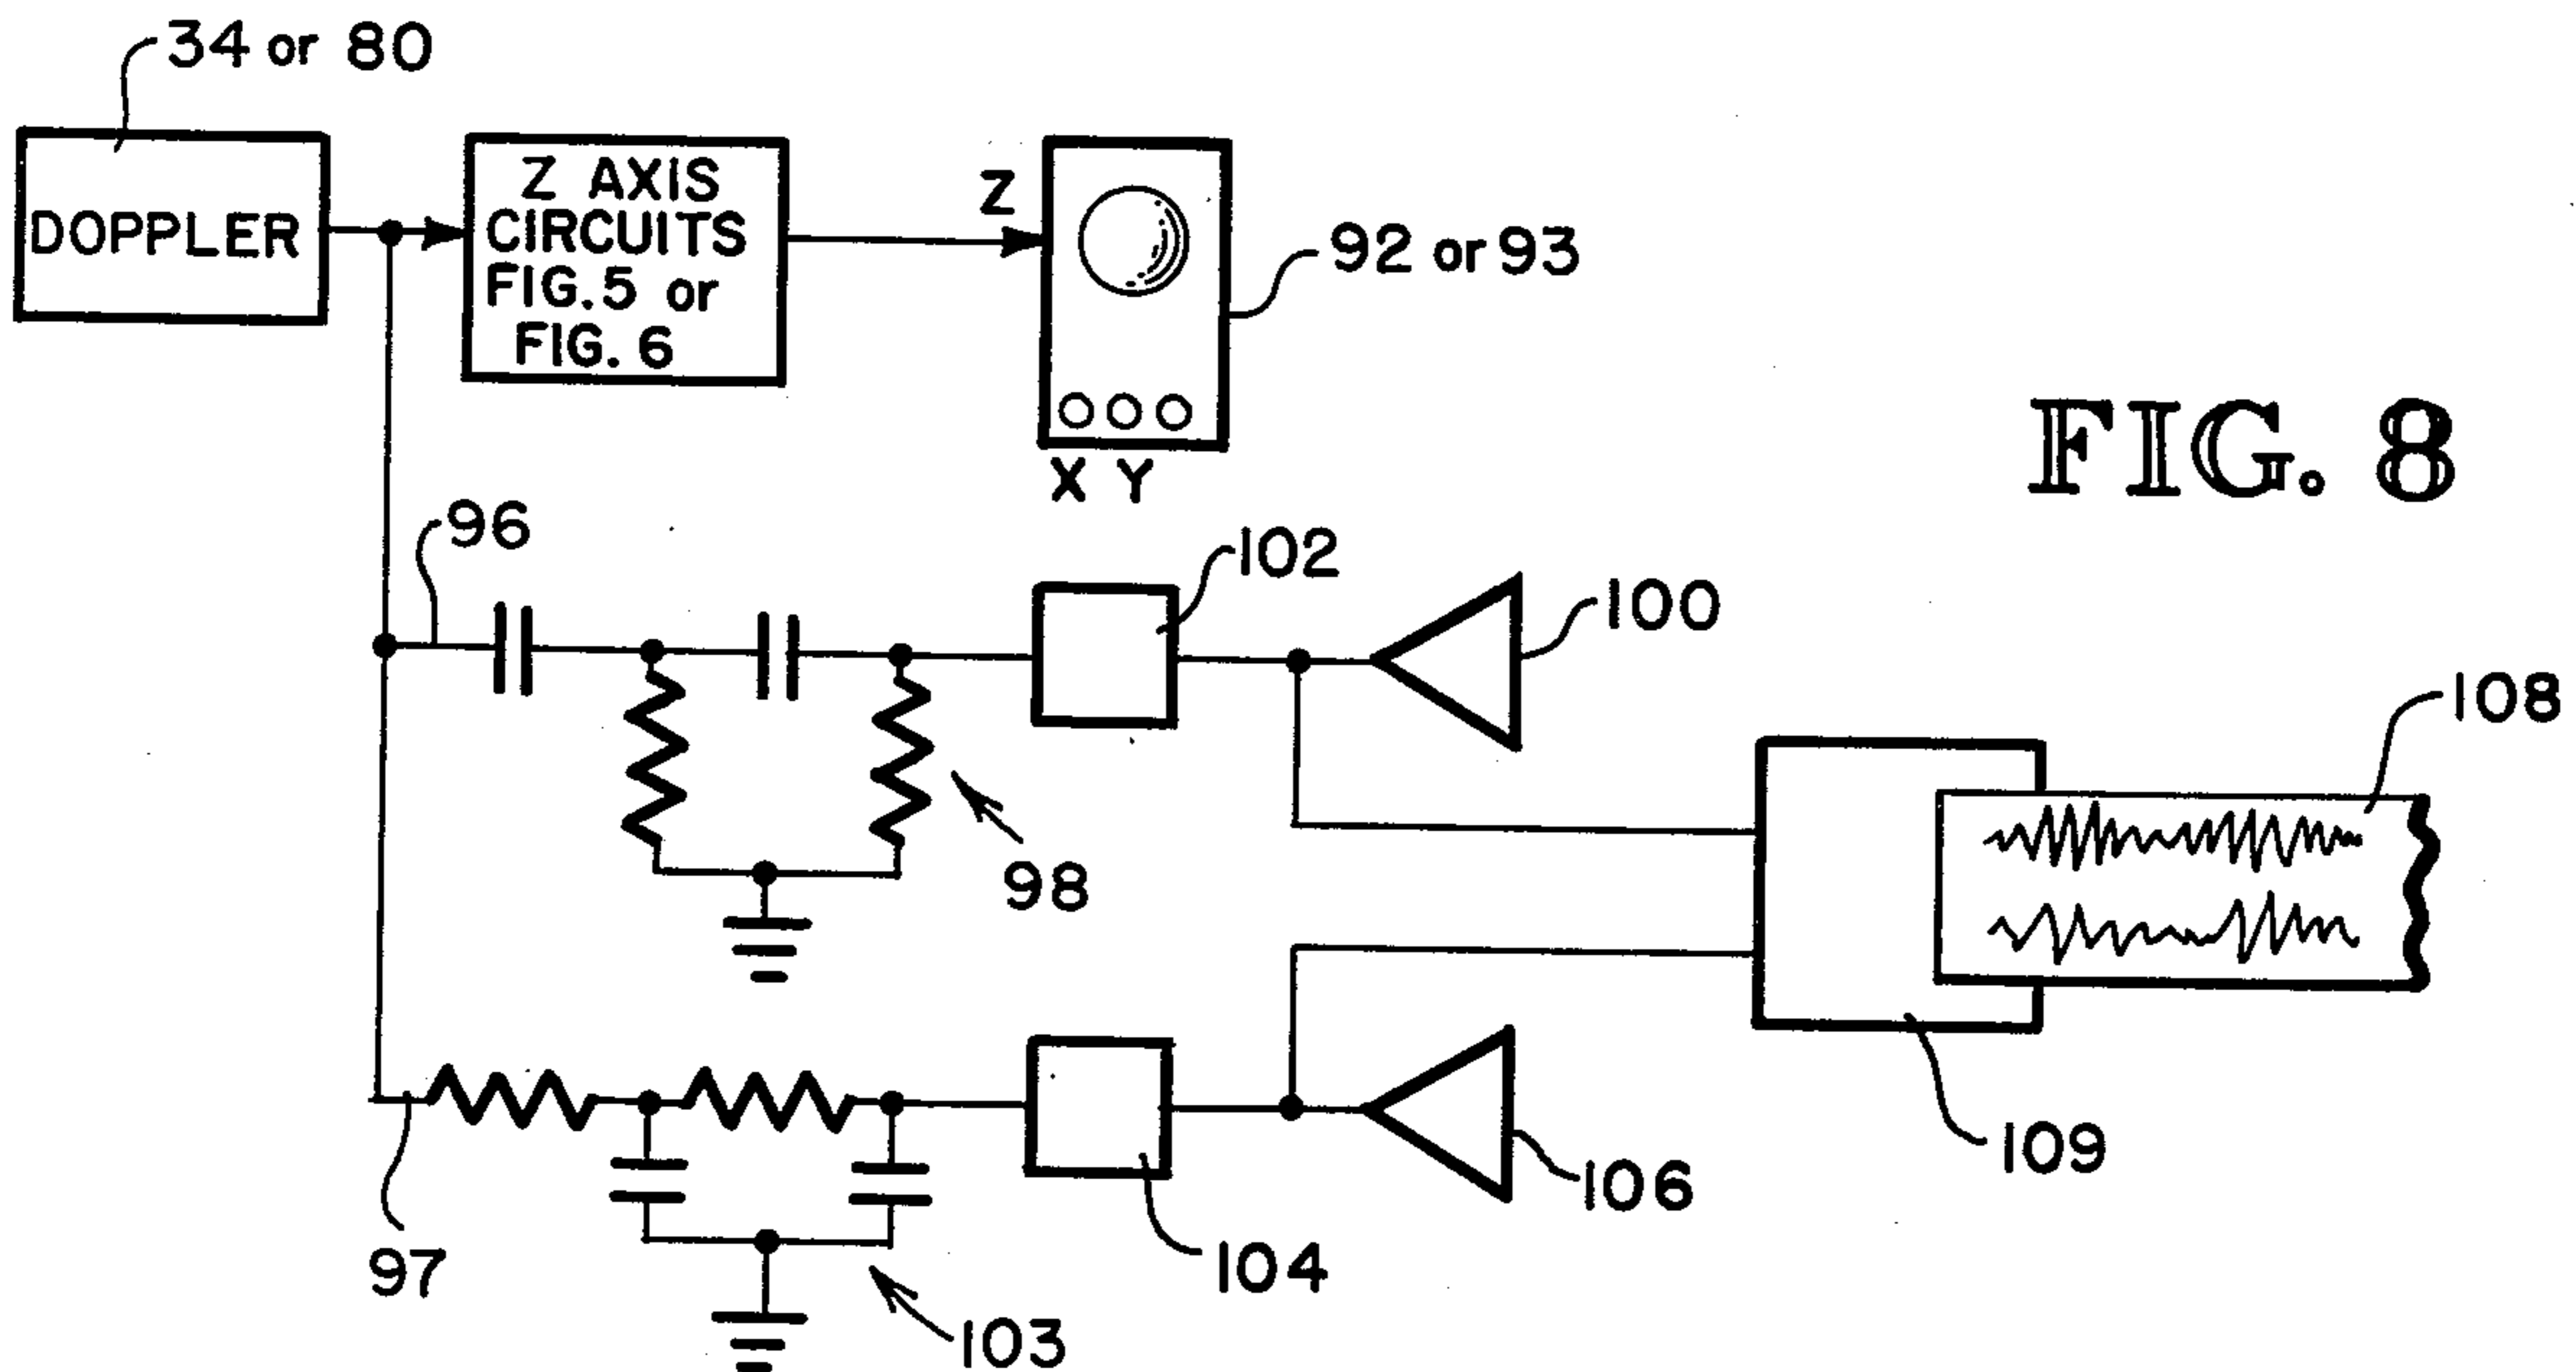 34 or 80
DOPPLER
Z AXIS
CIRCUITS
FIG. 5 or
FIG. 6
Z
92 or 93
X Y
FIG. 8
96
102
100
108
98
109
97
104
106
103